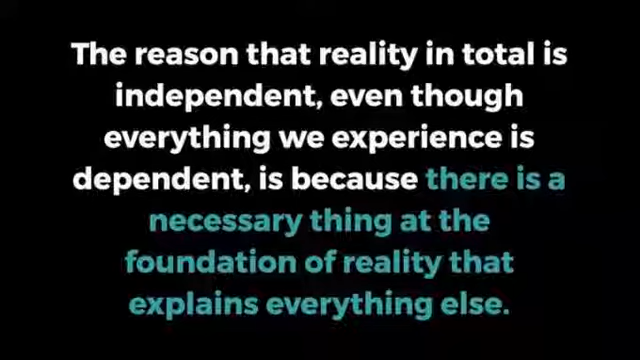 The reason that reality in total is
independent, even though
everything we experience is
dependent, is because there is a
necessary thing at the
foundation of reality that
explains everything else.